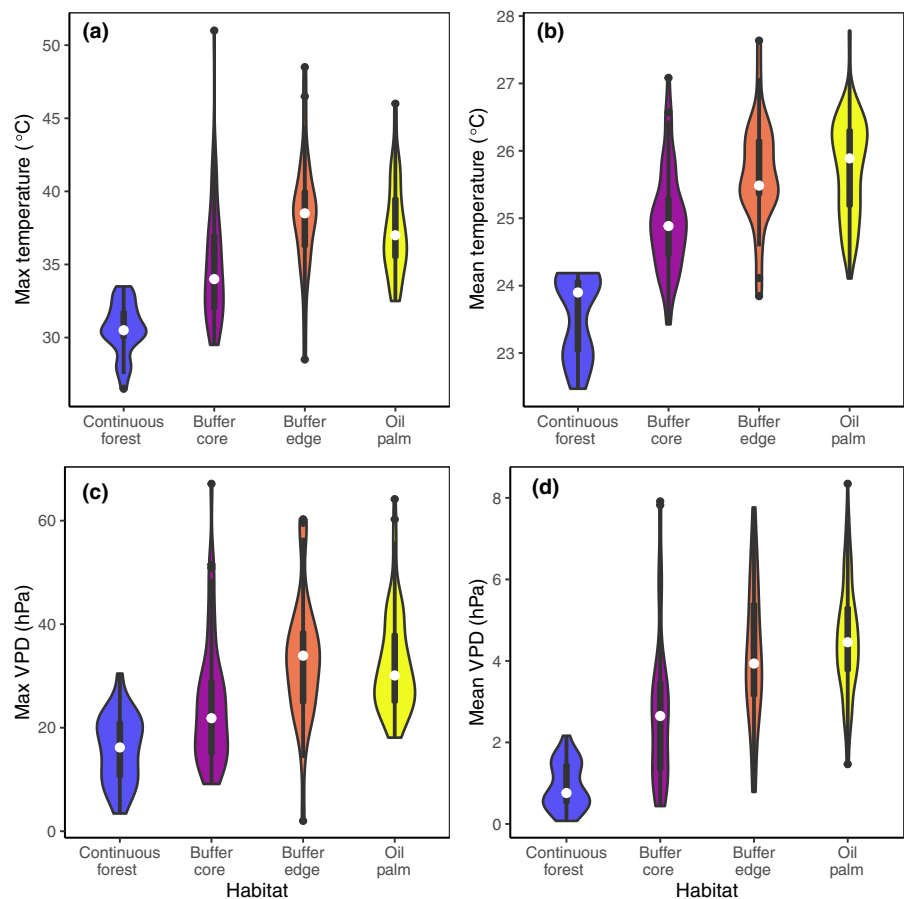 (a)
Max temperature (°C)
50
45
40
35
30
Continuous forest
Buffer core
Buffer edge
Oil palm
(b)
Mean temperature (°C)
28
27
26
25
24
23
Continuous forest
Buffer core
Buffer edge
Oil palm
(c)
Max VPD (hPa)
60
40
20
0
Continuous forest
Buffer core
Buffer edge
Oil palm
Habitat
(d)
Mean VPD (hPa)
8
6
4
2
0
Continuous forest
Buffer core
Buffer edge
Oil palm
Habitat